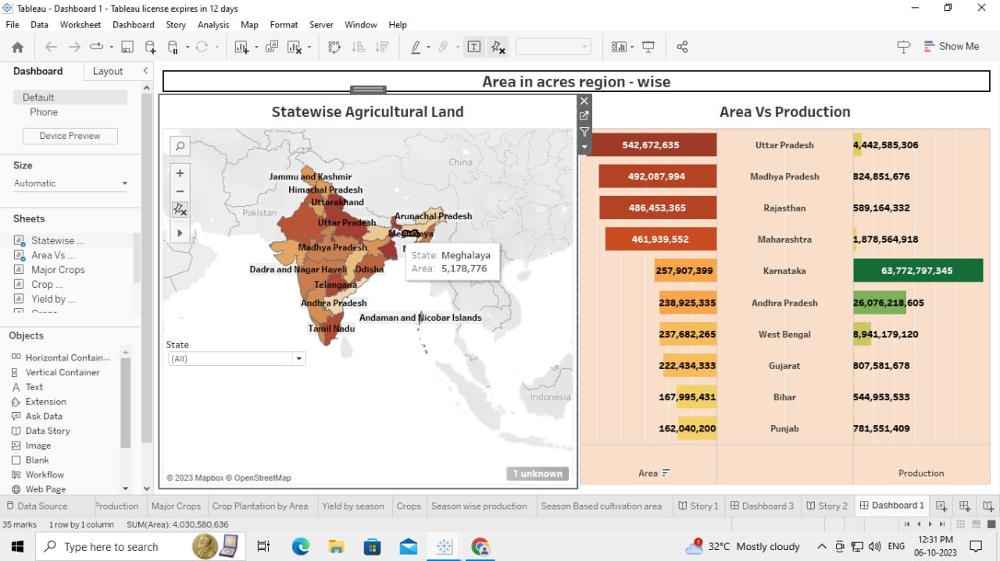 Tableau - Dashboard 1 - Tableau license expires in 12 days
File Data Worksheet Dashboard Story Analysis Map Format Server Window Help
Show Me
Dashboard Layout
Default
Phone
Device Preview
Size
Automatic
Sheets
Statewise ...
Area Vs ...
Major Crops
Crop ...
Yield by ...
Objects
Horizontal Contain...
Vertical Container
Text
Extension
Ask Data
Data Story
Image
Blank
Workflow
Web Page
Area in acres region - wise
Statewise Agricultural Land
China
Jammu and Kashmir
Himachal Pradesh
Uttarakhand
Pakistan
Arunachal Pradesh
Uttar Pradesh
Meghalaya
Madhya Pradesh
State: Meghalaya
Area: 5,178,776
Dadra and Nagar Haveli
Odisha
Telangana
Andhra Pradesh
Andaman and Nicobar Islands
Tamil Nadu
State
(All)
Indonesia
© 2023 Mapbox © OpenStreetMap
1 unknown
Area Vs Production
542,672,635 Uttar Pradesh 4,442,585,306
492,087,994 Madhya Pradesh 824,851,676
486,453,365 Rajasthan 589,164,332
461,939,552 Maharashtra 1,878,564,918
257,907,399 Karnataka 63,772,797,345
238,925,335 Andhra Pradesh 26,076,218,605
237,682,265 West Bengal 8,941,179,120
222,434,333 Gujarat 807,581,678
167,995,431 Bihar 544,953,533
162,040,200 Punjab 781,551,409
Area Production
Data Source Production Major Crops Crop Plantation by Area Yield by season Crops Season wise production Season Based cultivation area Story 1 Dashboard 3 Story 2 Dashboard 1
35 marks 1 row by 1 column SUM(Area): 4,030,580,636
Type here to search
1
32°C Mostly cloudy
ENG
12:31 PM
06-10-2023